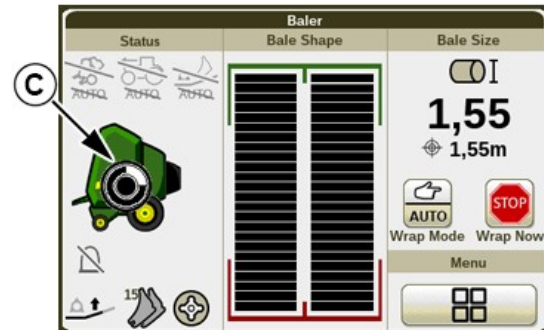 Baler
Status
Bale Shape
Bale Size
AUTO AUTO AUTO
C
1,55
1,55m
AUTO
STOP
Wrap Mode
Wrap Now
Menu
15